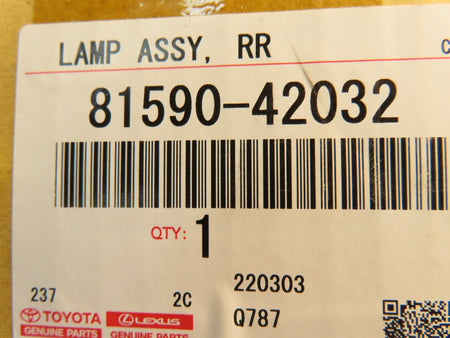 LAMP ASSY, RR C
81590-42032
QTY: 1
220303
237 2C
TOYOTA LEXUS Q787
GENUINE PARTS GENUINE PARTS